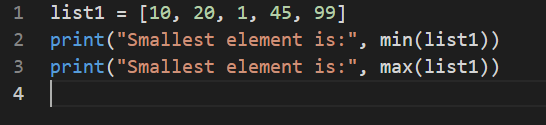 1 list1 = [10, 20, 1, 45, 99]
2 print("Smallest element is:", min(list1))
3 print("Smallest element is:", max(list1))
4